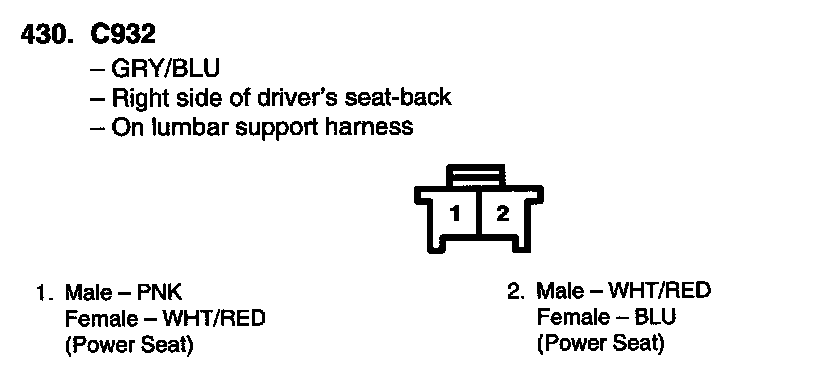 430. C932
– GRY/BLU
– Right side of driver's seat-back
– On lumbar support harness
1 2
1. Male – PNK
Female – WHT/RED
(Power Seat)
2. Male – WHT/RED
Female – BLU
(Power Seat)